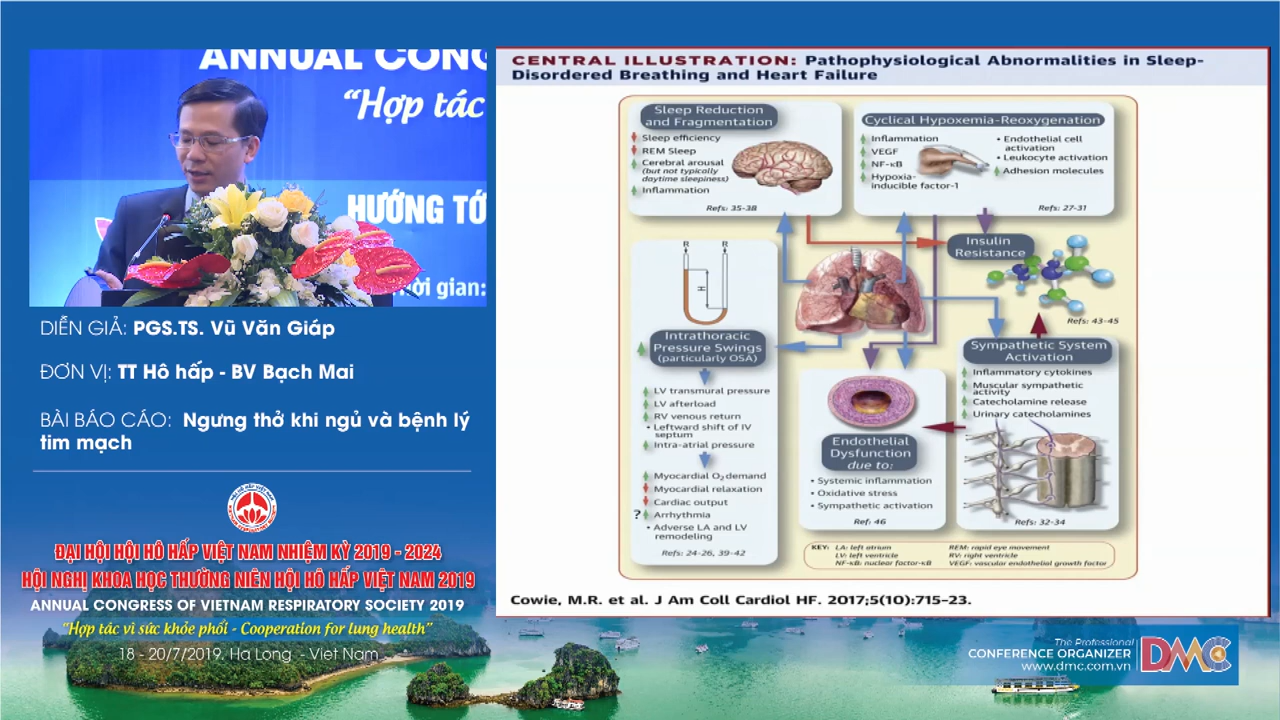 ANNUAL CONG
“Hợp tác
HƯỚNG TỚ
ời gian:
DIỄN GIẢ: PGS.TS. Vũ Văn Giáp
ĐƠN VỊ: TT Hô hấp - BV Bạch Mai
BÀI BÁO CÁO: Ngưng thở khi ngủ và bệnh lý
tim mạch
ĐẠI HỘI HỘI HÔ HẤP VIỆT NAM NHIỆM KỲ 2019 - 2024
HỘI NGHỊ KHOA HỌC THƯỜNG NIÊN HỘI HÔ HẤP VIỆT NAM 2019
ANNUAL CONGRESS OF VIETNAM RESPIRATORY SOCIETY 2019
“Hợp tác vì sức khỏe phổi - Cooperation for lung health”
18 - 20/7/2019. Ha Long - Viet Nam
CENTRAL ILLUSTRATION: Pathophysiological Abnormalities in Sleep-
Disordered Breathing and Heart Failure
Sleep Reduction
and Fragmentation
Sleep efficiency
REM Sleep
Cerebral arousal
(but not typically
daytime sleepiness)
Inflammation
Refs: 35-38
Cyclical Hypoxemia-Reoxygenation
Inflammation
VEGF
NF-κB
Hypoxia-
inducible factor-1
• Endothelial cell
activation
• Leukocyte activation
Adhesion molecules
Refs: 27-31
Insulin
Resistance
Refs: 43-45
R R
H
Intrathoracic
Pressure Swings
(particularly OSA)
LV transmural pressure
LV afterload
RV venous return
• Leftward shift of IV
septum
Intra-atrial pressure
Myocardial O2 demand
Myocardial relaxation
Cardiac output
? Arrhythmia
• Adverse LA and LV
remodeling
Refs: 24-26, 39-42
Endothelial
Dysfunction
due to:
• Systemic inflammation
• Oxidative stress
• Sympathetic activation
Ref: 46
Sympathetic System
Activation
Inflammatory cytokines
Muscular sympathetic
activity
Catecholamine release
Urinary catecholamines
Refs: 32-34
KEY: LA: left atrium
LV: left ventricle
NF-κB: nuclear factor-κB
REM: rapid eye movement
RV: right ventricle
VEGF: vascular endothelial growth factor
Cowie, M.R. et al. J Am Coll Cardiol HF. 2017;5(10):715–23.
The Professional
CONFERENCE ORGANIZER
www.dmc.com.vn
DMC